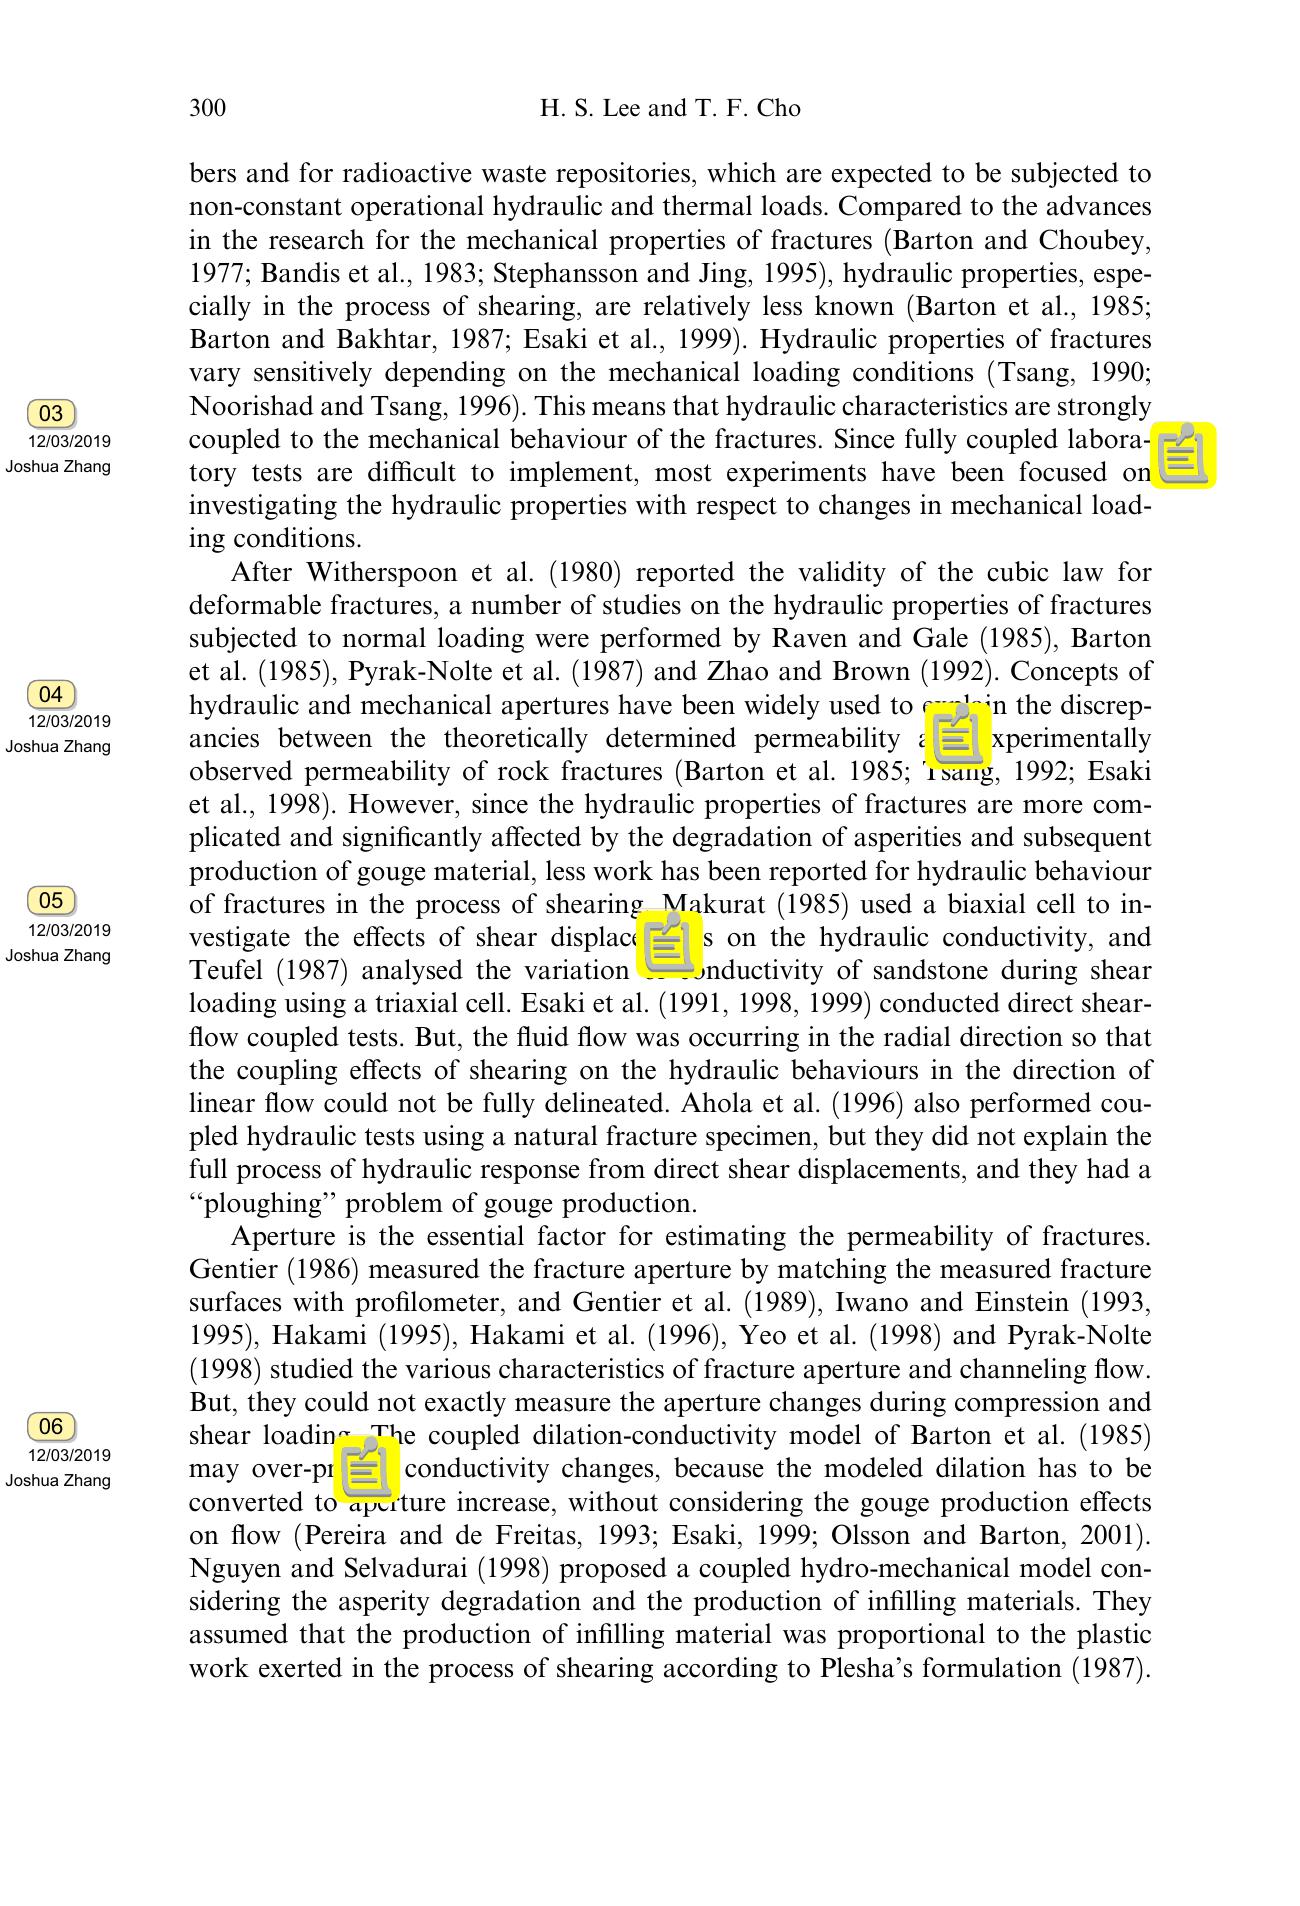 300
H. S. Lee and T. F. Cho
bers and for radioactive waste repositories, which are expected to be subjected to
non-constant operational hydraulic and thermal loads. Compared to the advances
in the research for the mechanical properties of fractures (Barton and Choubey,
1977; Bandis et al., 1983; Stephansson and Jing, 1995), hydraulic properties, espe-
cially in the process of shearing, are relatively less known (Barton et al., 1985;
Barton and Bakhtar, 1987; Esaki et al., 1999). Hydraulic properties of fractures
vary sensitively depending on the mechanical loading conditions (Tsang, 1990;
Noorishad and Tsang, 1996). This means that hydraulic characteristics are strongly
coupled to the mechanical behaviour of the fractures. Since fully coupled labora-
tory tests are difficult to implement, most experiments have been focused on
investigating the hydraulic properties with respect to changes in mechanical load-
ing conditions.
After Witherspoon et al. (1980) reported the validity of the cubic law for
deformable fractures, a number of studies on the hydraulic properties of fractures
subjected to normal loading were performed by Raven and Gale (1985), Barton
et al. (1985), Pyrak-Nolte et al. (1987) and Zhao and Brown (1992). Concepts of
hydraulic and mechanical apertures have been widely used to the discrep-
ancies between the theoretically determined permeability experimentally
observed permeability of rock fractures (Barton et al. 1985; Tsang, 1992; Esaki
et al., 1998). However, since the hydraulic properties of fractures are more com-
plicated and significantly affected by the degradation of asperities and subsequent
production of gouge material, less work has been reported for hydraulic behaviour
of fractures in the process of shearing. Makurat (1985) used a biaxial cell to in-
vestigate the effects of shear on the hydraulic conductivity, and
Teufel (1987) analysed the variation conductivity of sandstone during shear
loading using a triaxial cell. Esaki et al. (1991, 1998, 1999) conducted direct shear-
flow coupled tests. But, the fluid flow was occurring in the radial direction so that
the coupling effects of shearing on the hydraulic behaviours in the direction of
linear flow could not be fully delineated. Ahola et al. (1996) also performed cou-
pled hydraulic tests using a natural fracture specimen, but they did not explain the
full process of hydraulic response from direct shear displacements, and they had a
‘‘ploughing’’ problem of gouge production.
Aperture is the essential factor for estimating the permeability of fractures.
Gentier (1986) measured the fracture aperture by matching the measured fracture
surfaces with profilometer, and Gentier et al. (1989), Iwano and Einstein (1993,
1995), Hakami (1995), Hakami et al. (1996), Yeo et al. (1998) and Pyrak-Nolte
(1998) studied the various characteristics of fracture aperture and channeling flow.
But, they could not exactly measure the aperture changes during compression and
shear loading. The coupled dilation-conductivity model of Barton et al. (1985)
may conductivity changes, because the modeled dilation has to be
converted to aperture increase, without considering the gouge production effects
on flow (Pereira and de Freitas, 1993; Esaki, 1999; Olsson and Barton, 2001).
Nguyen and Selvadurai (1998) proposed a coupled hydro-mechanical model con-
sidering the asperity degradation and the production of infilling materials. They
assumed that the production of infilling material was proportional to the plastic
work exerted in the process of shearing according to Plesha’s formulation (1987).
03
12/03/2019
Joshua Zhang
04
12/03/2019
Joshua Zhang
05
12/03/2019
Joshua Zhang
06
12/03/2019
Joshua Zhang